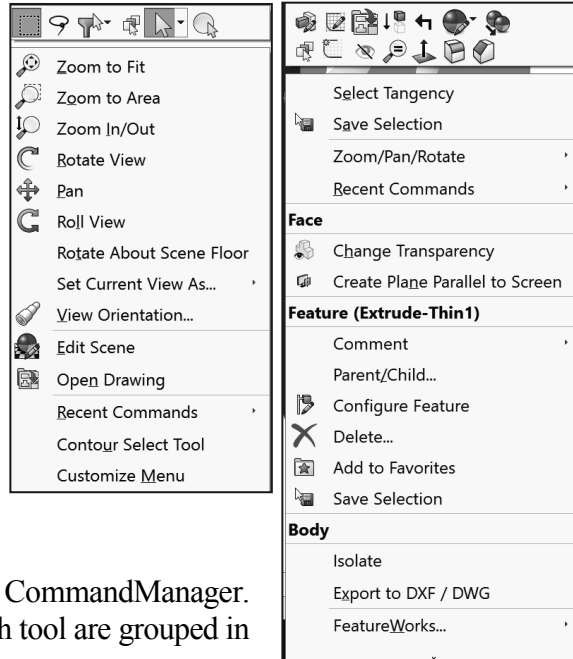 Zoom to Fit
Zoom to Area
Zoom In/Out
Rotate View
Pan
Roll View
Rotate About Scene Floor
Set Current View As...
View Orientation...
Edit Scene
Open Drawing
Recent Commands
Contour Select Tool
Customize Menu
Select Tangency
Save Selection
Zoom/Pan/Rotate
Recent Commands
Face
Change Transparency
Create Plane Parallel to Screen
Feature (Extrude-Thin1)
Comment
Parent/Child...
Configure Feature
Delete...
Add to Favorites
Save Selection
Body
Isolate
Export to DXF / DWG
FeatureWorks...
CommandManager.
tool are grouped in